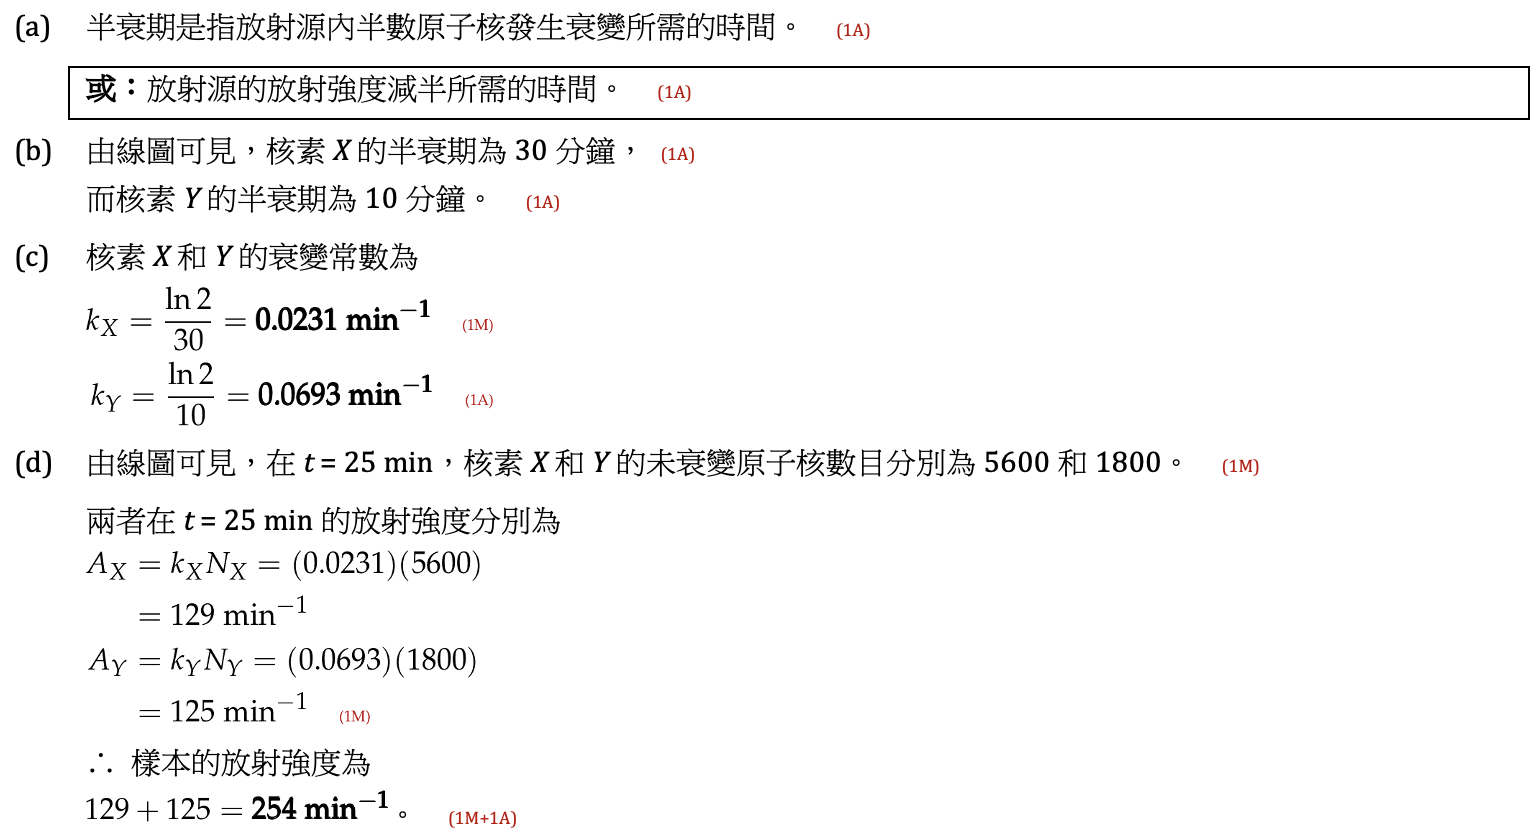 (a) 半衰期是指放射源內半數原子核發生衰變所需的時間。 (1A)
或：放射源的放射強度減半所需的時間。 (1A)
(b) 由線圖可見，核素 X 的半衰期為 30 分鐘， (1A)
而核素 Y 的半衰期為 10 分鐘。 (1A)
(c) 核素 X 和 Y 的衰變常數為
k_X = \frac{\ln 2}{30} = 0.0231 min^{-1} (1M)
k_Y = \frac{\ln 2}{10} = 0.0693 min^{-1} (1A)
(d) 由線圖可見，在 t = 25 min，核素 X 和 Y 的未衰變原子核數目分別為 5600 和 1800。 (1M)
兩者在 t = 25 min 的放射強度分別為
A_X = k_X N_X = (0.0231)(5600)
= 129 min^{-1}
A_Y = k_Y N_Y = (0.0693)(1800)
= 125 min^{-1} (1M)
∴ 樣本的放射強度為
129 + 125 = 254 min^{-1}。 (1M+1A)